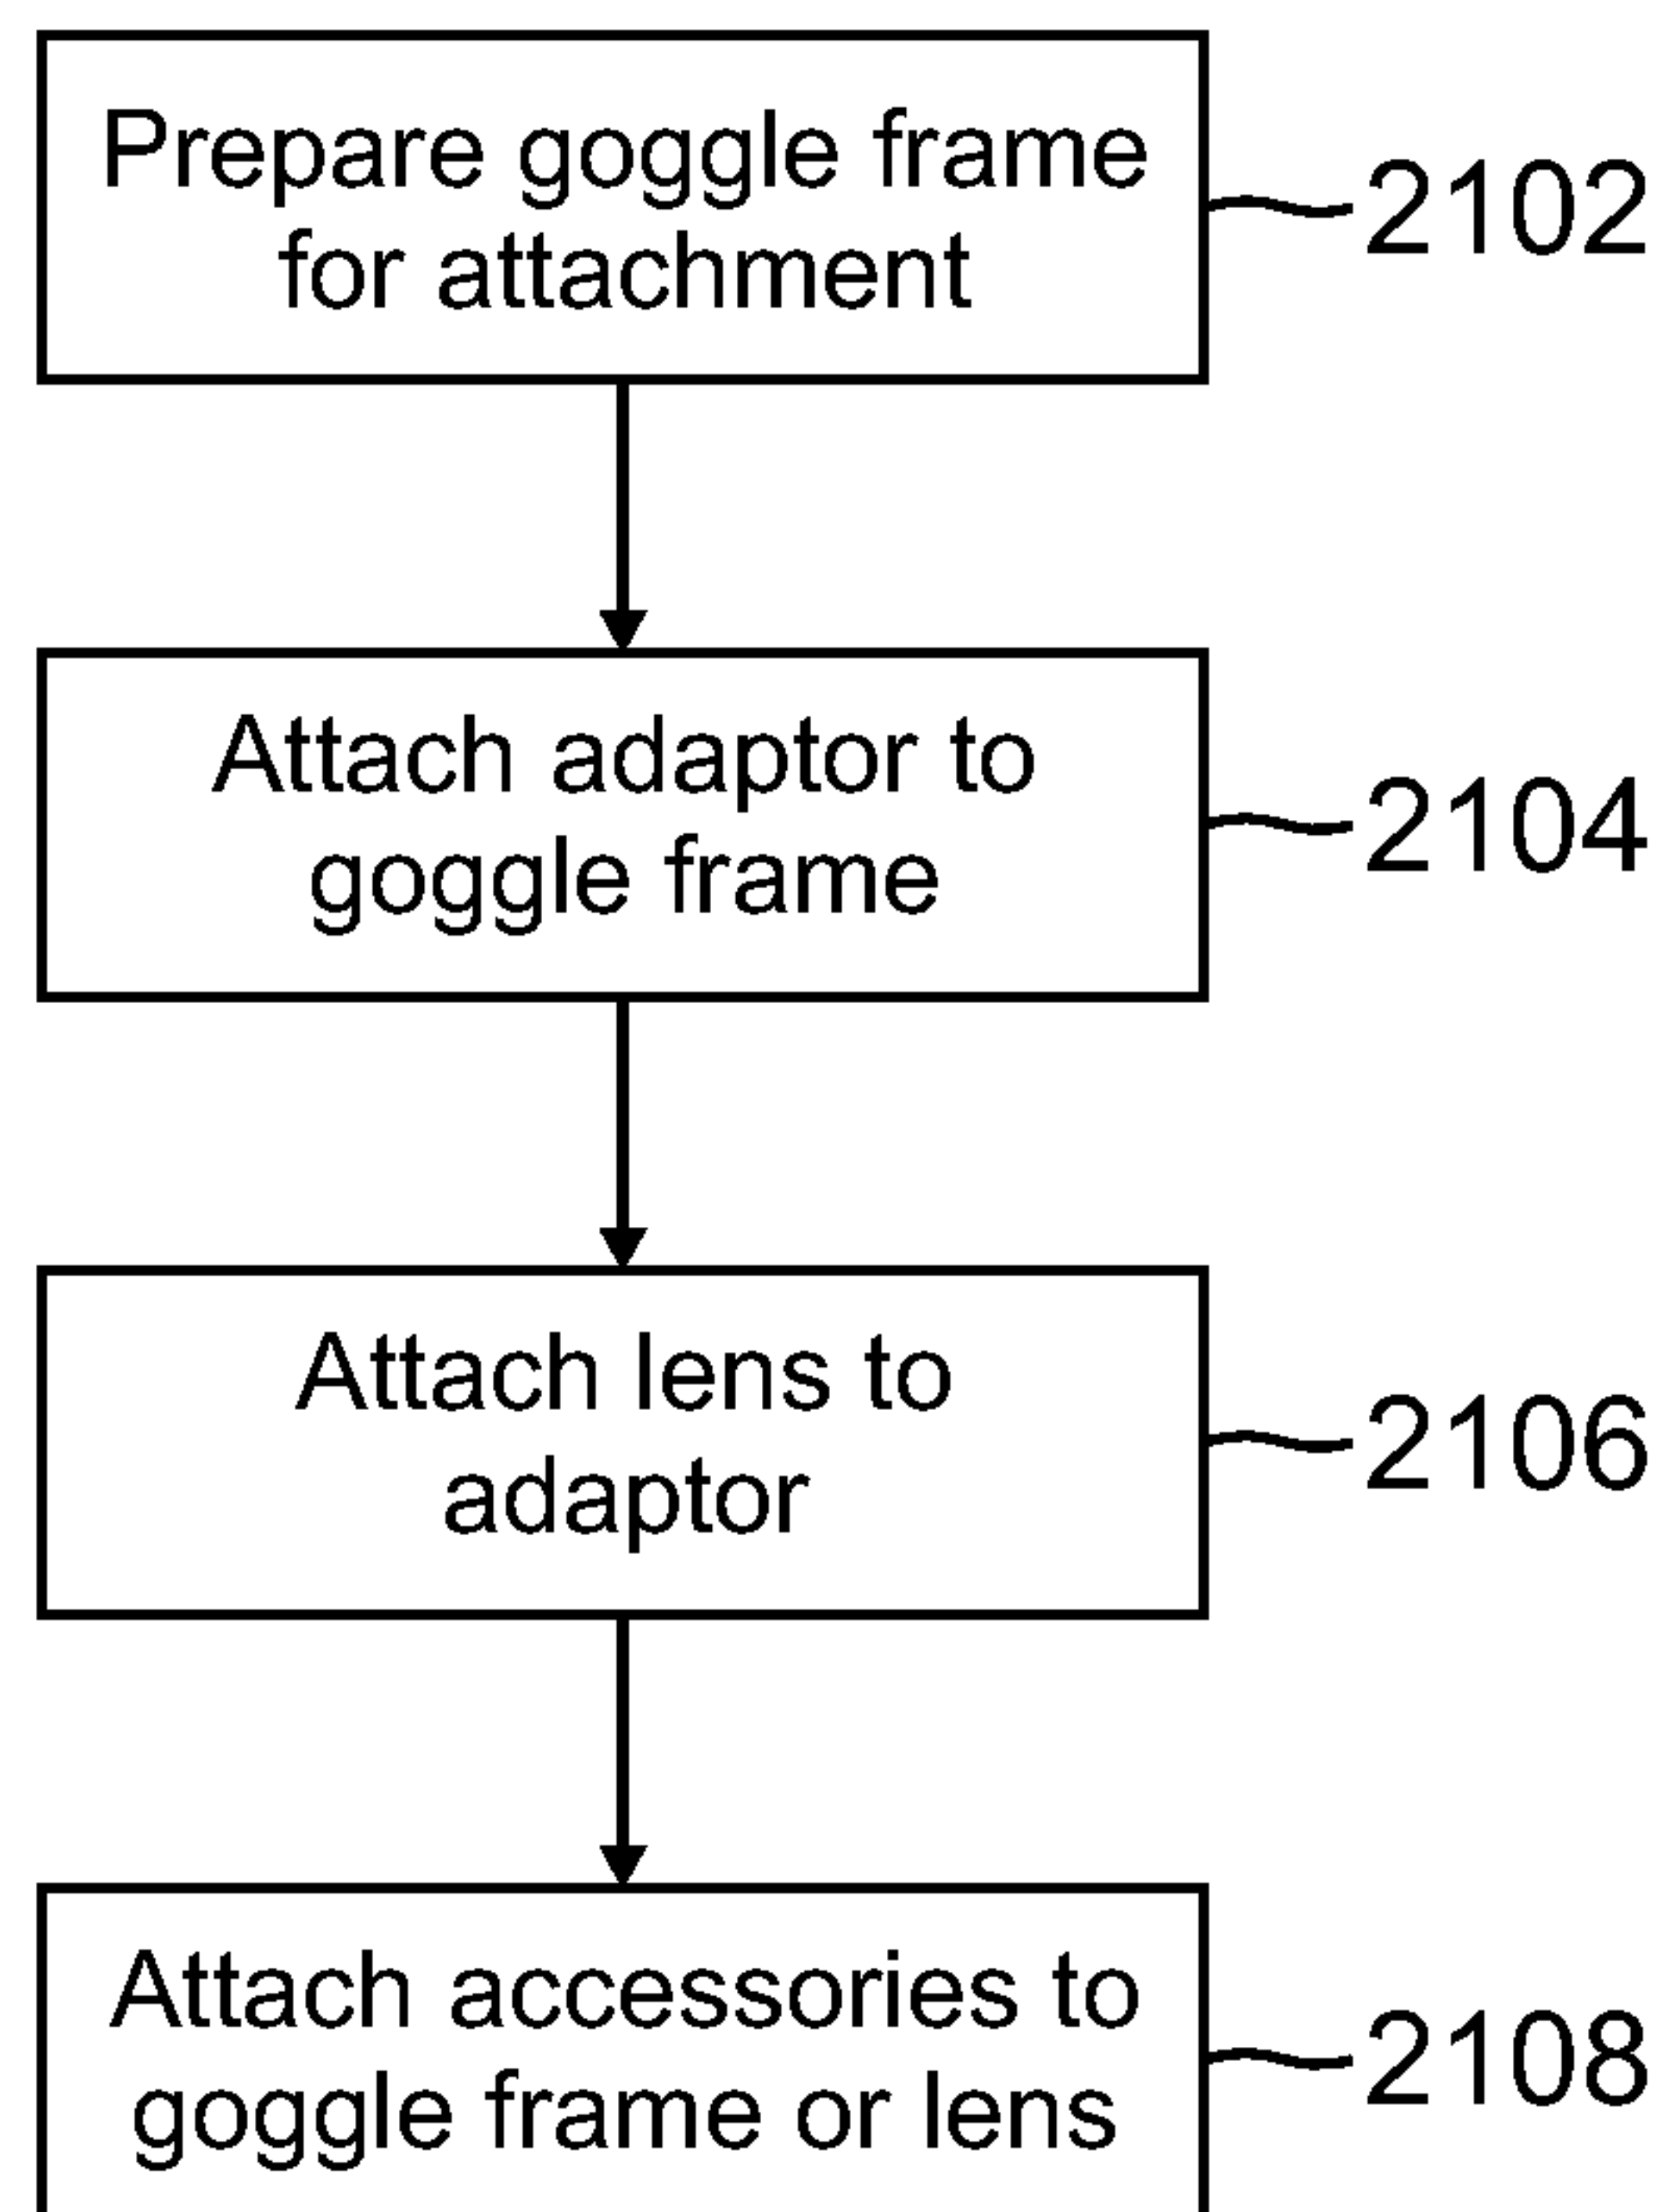 Prepare goggle frame
for attachment
2102
Attach adaptor to
goggle frame
2104
Attach lens to
adaptor
2106
Attach accessories to
goggle frame or lens
2108